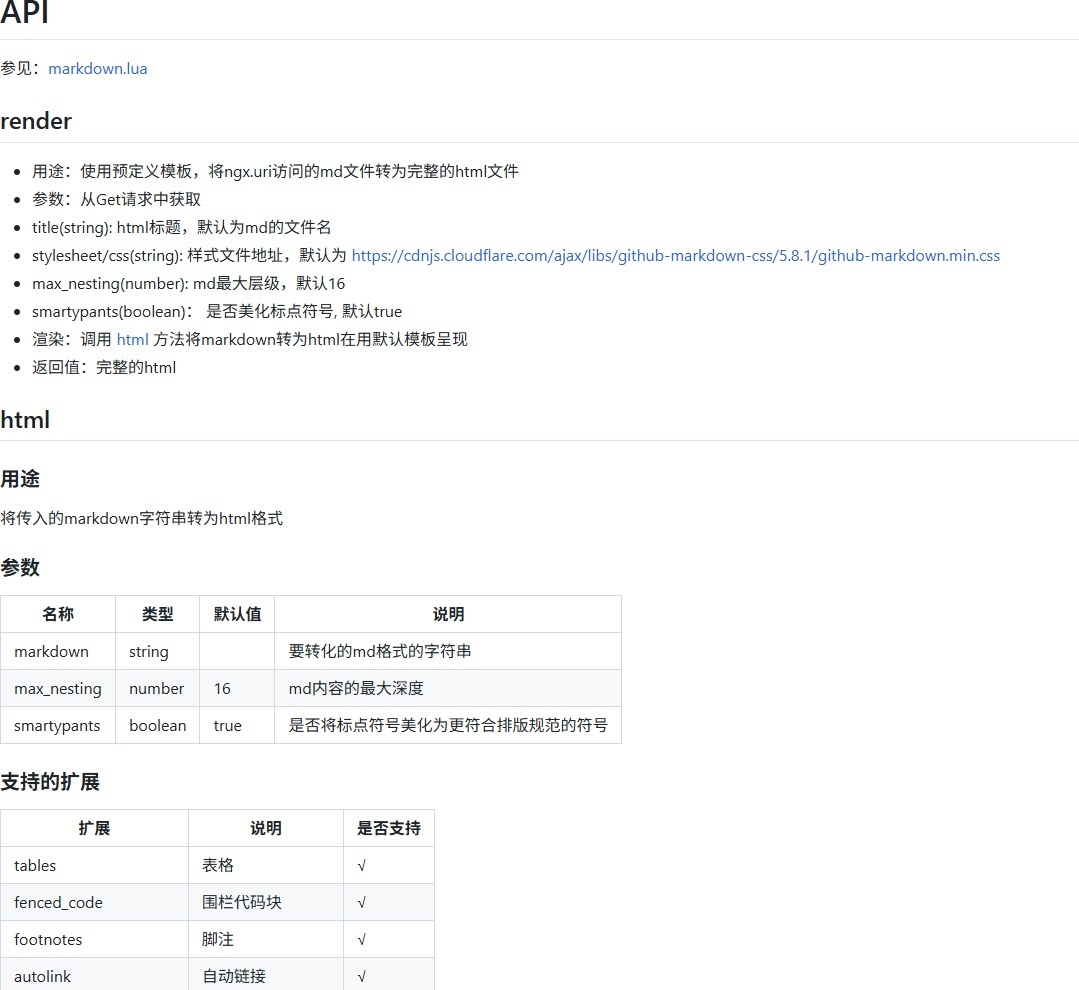 API
参见：markdown.lua
render
用途：使用预定义模板，将ngx.uri访问的md文件转为完整的html文件
参数：从Get请求中获取
title(string): html标题，默认为md的文件名
stylesheet/css(string): 样式文件地址，默认为 https://cdnjs.cloudflare.com/ajax/libs/github-markdown-css/5.8.1/github-markdown.min.css
max_nesting(number): md最大层级，默认16
smartypants(boolean)： 是否美化标点符号, 默认true
渲染：调用 html 方法将markdown转为html在用默认模板呈现
返回值：完整的html
html
用途
将传入的markdown字符串转为html格式
参数
名称 类型 默认值 说明
markdown string 要转化的md格式的字符串
max_nesting number 16 md内容的最大深度
smartypants boolean true 是否将标点符号美化为更符合排版规范的符号
支持的扩展
扩展 说明 是否支持
tables 表格 √
fenced_code 围栏代码块 √
footnotes 脚注 √
autolink 自动链接 √